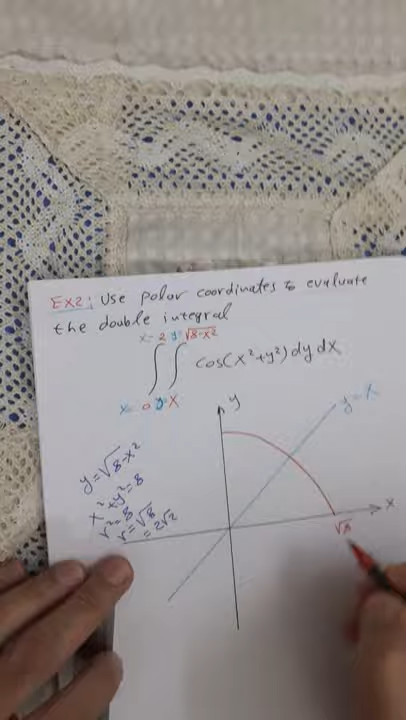 EX2: Use polar coordinates to evaluate
the double integral
x=2 y=√8-x²
∫∫ cos(x²+y²) dy dx
x=0 y=x
y
y=x
y=√8-x²
x²+y²=8
r²=8
r=√8
=2√2
x
√8